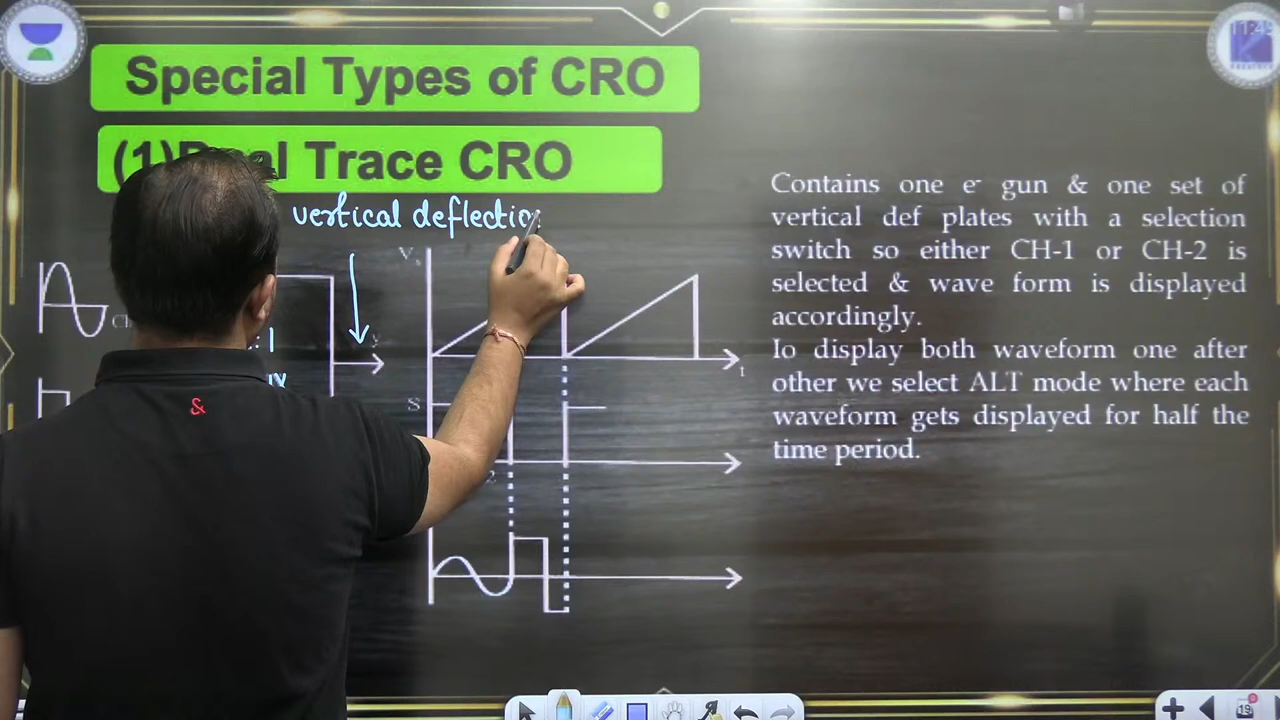 Special Types of CRO
(1) Dual Trace CRO
vertical deflectio
Contains one e- gun & one set of
vertical def plates with a selection
switch so either CH-1 or CH-2 is
selected & wave form is displayed
accordingly.
Io display both waveform one after
other we select ALT mode where each
waveform gets displayed for half the
time period.
t
S
&